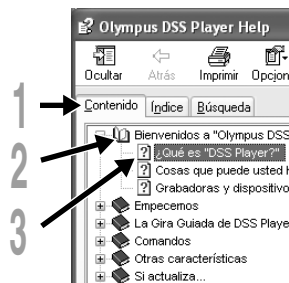 Olympus DSS Player Help
Ocultar Atrás Imprimir Opcion
1 Contenido Índice Búsqueda
2 Bienvenidos a "Olympus DSS
3 ¿Qué es "DSS Player?"
Cosas que puede usted
Grabadoras y dispositivo
Empecemos
La Gira Guiada de DSS Playe
Comandos
Otras características
Si actualiza...